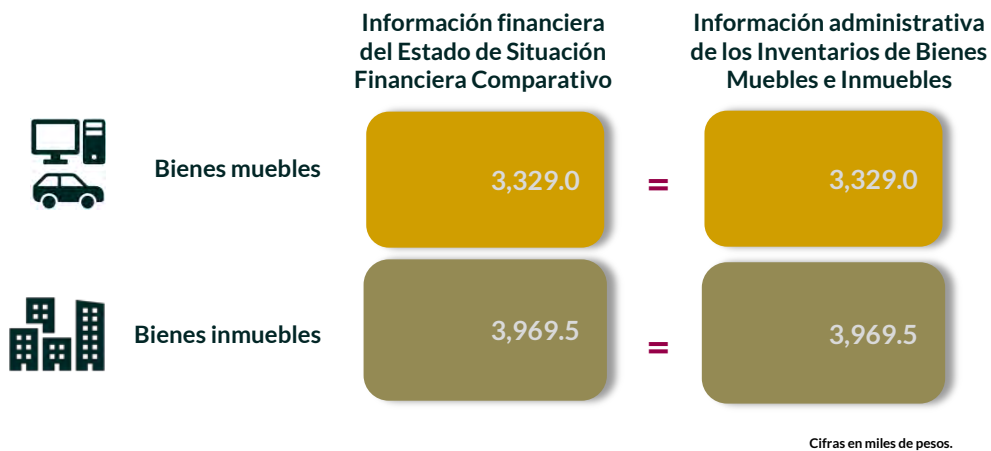 Información financiera
del Estado de Situación
Financiera Comparativo
Información administrativa
de los Inventarios de Bienes
Muebles e Inmuebles
Bienes muebles
3,329.0
=
3,329.0
Bienes inmuebles
3,969.5
=
3,969.5
Cifras en miles de pesos.